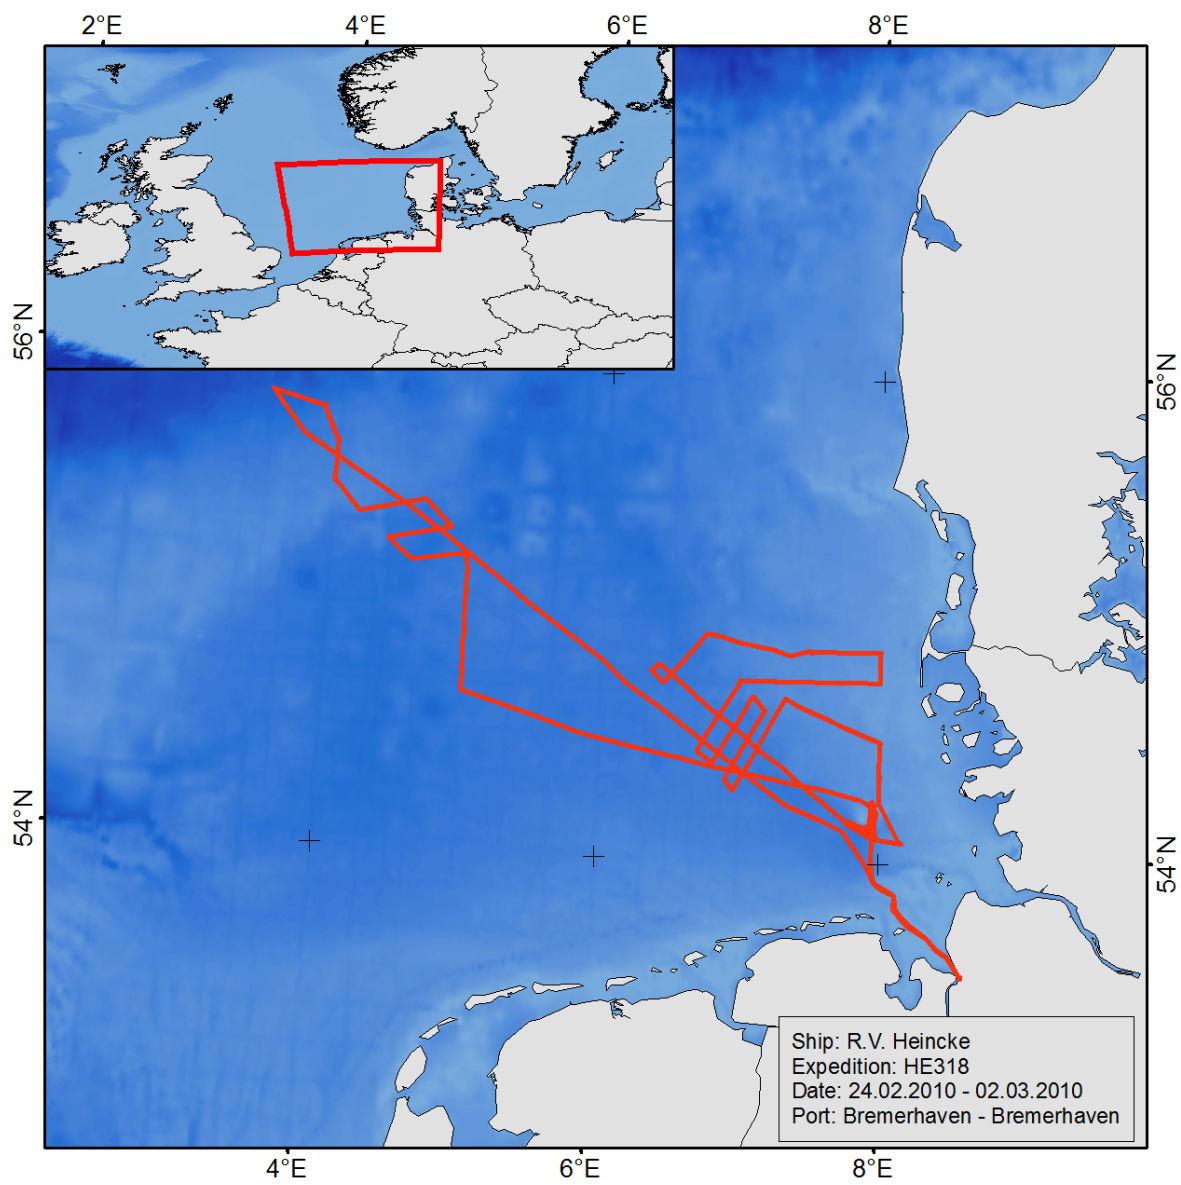 2°E 4°E 6°E 8°E
56°N
56°N
54°N
54°N
Ship: R.V. Heincke
Expedition: HE318
Date: 24.02.2010 - 02.03.2010
Port: Bremerhaven - Bremerhaven
4°E 6°E 8°E